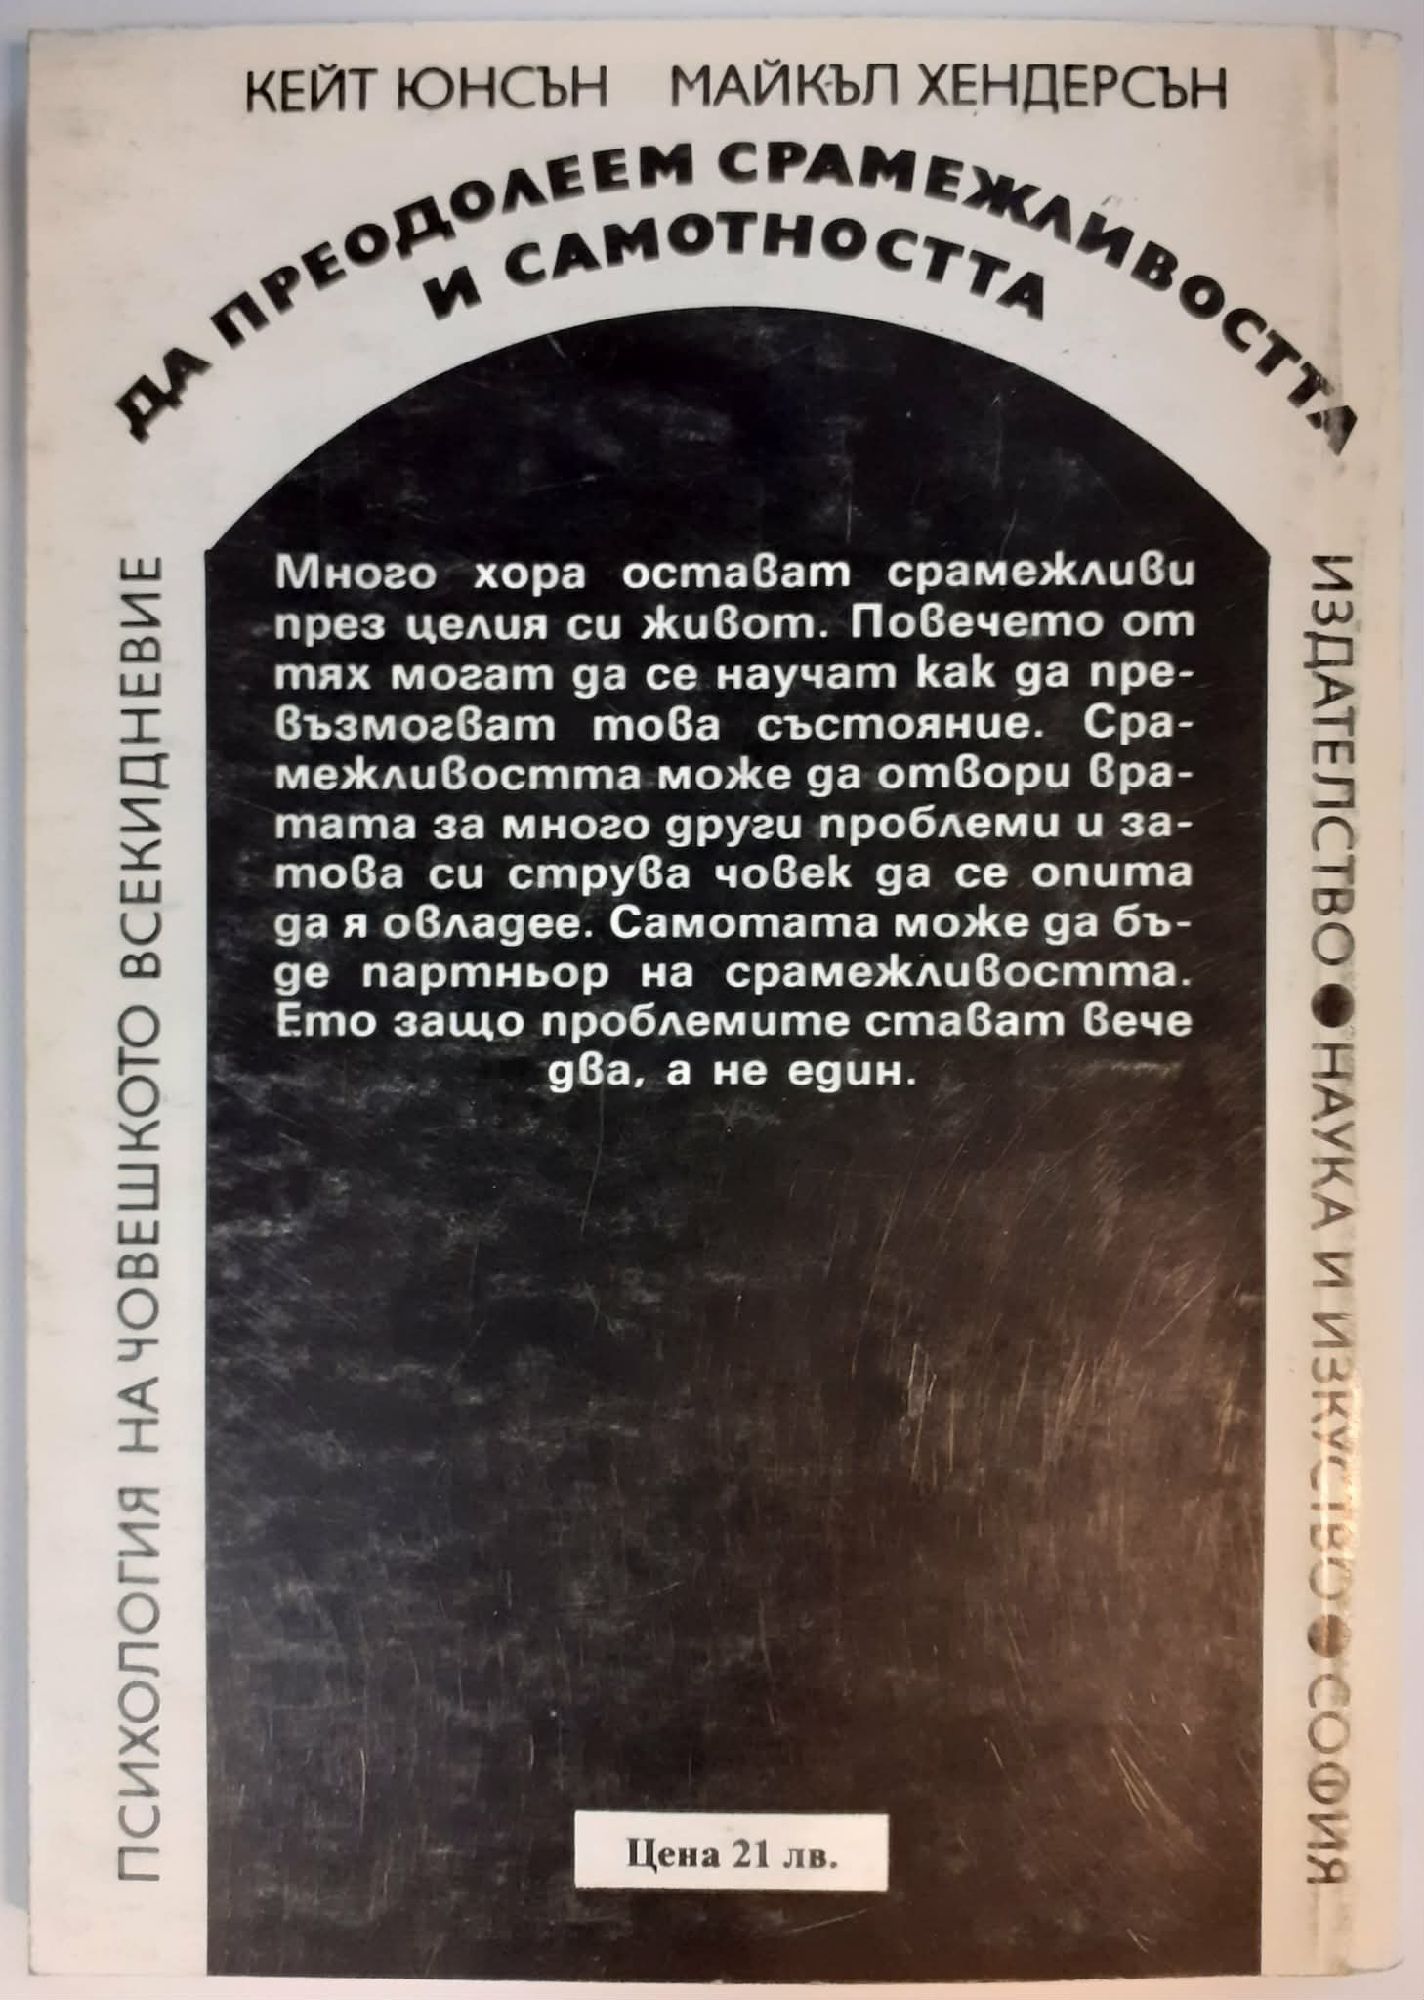 КЕЙТ ЮНСЪН МАЙКЪЛ ХЕНДЕРСЪН
ДА ПРЕОДОЛЕЕМ СРАМЕЖЛИВОСТТА
И САМОТНОСТТА
ПСИХОЛОГИЯ НА ЧОВЕШКОТО ВСЕКИДНЕВИЕ
Много хора остават срамежливи
през целия си живот. Повечето от
тях могат да се научат как да пре-
възмогват това състояние. Сра-
межливостта може да отвори вра-
тата за много други проблеми и за-
това си струва човек да се опита
да я овладее. Самотата може да бъ-
де партньор на срамежливостта.
Ето защо проблемите стават вече
два, а не един.
Цена 21 лв.
ИЗДАТЕЛСТВО ● НАУКА И ИЗКУСТВО ● СОФИЯ